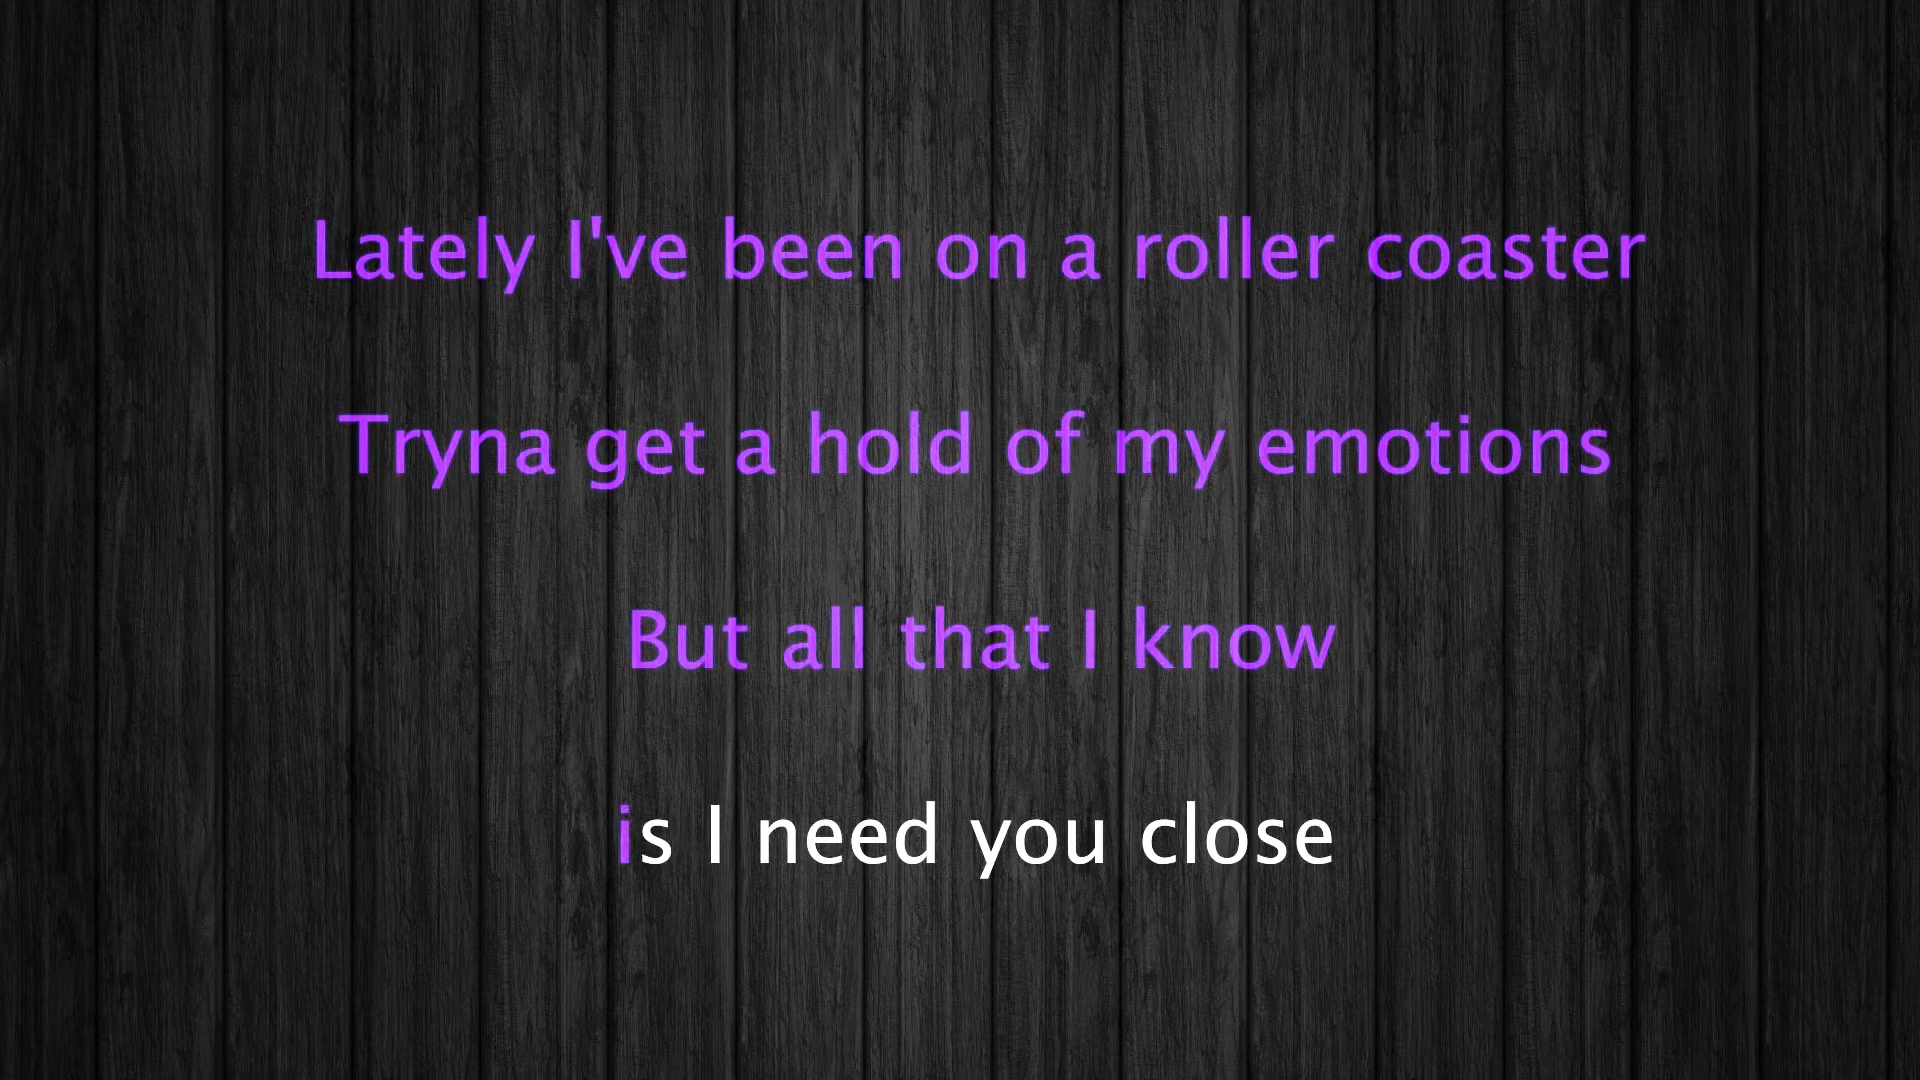 Lately I've been on a roller coaster
Tryna get a hold of my emotions
But all that I know
is I need you close